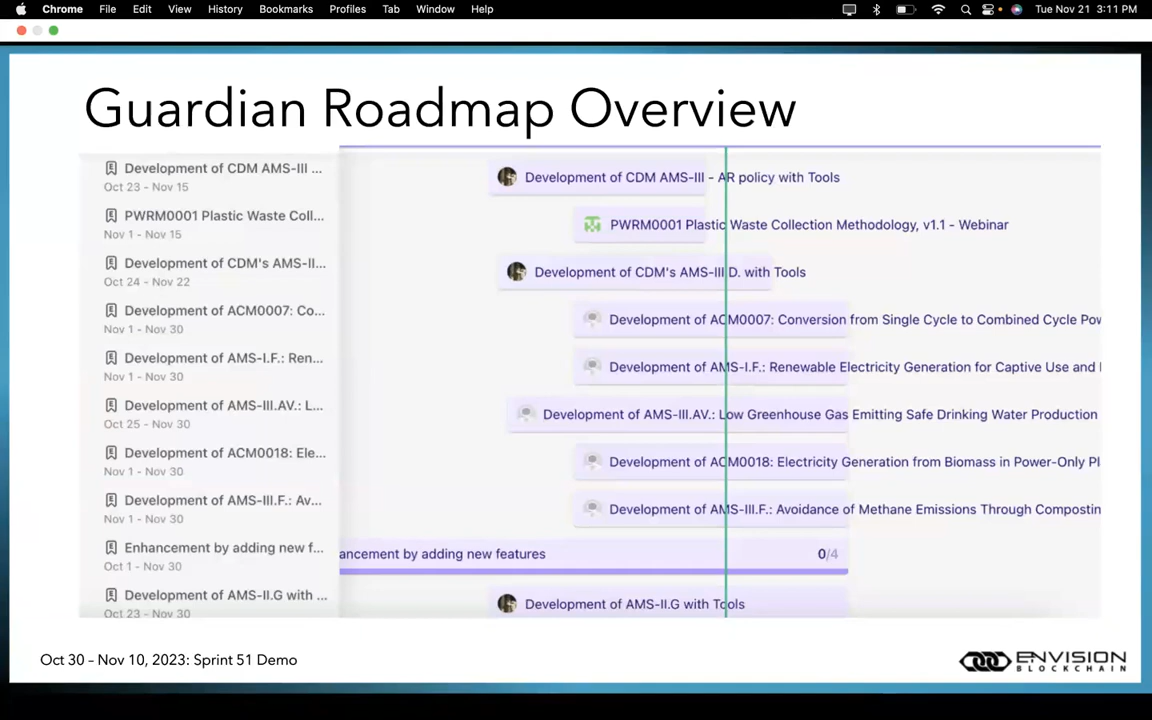 Chrome File Edit View History Bookmarks Profiles Tab Window Help Tue Nov 21 3:11 PM
Guardian Roadmap Overview
Development of CDM AMS-III ...
Oct 23 - Nov 15
Development of CDM AMS-III - AR policy with Tools
PWRM0001 Plastic Waste Coll...
Nov 1 - Nov 15
PWRM0001 Plastic Waste Collection Methodology, v1.1 - Webinar
Development of CDM's AMS-II...
Oct 24 - Nov 22
Development of CDM's AMS-III D. with Tools
Development of ACM0007: Co...
Nov 1 - Nov 30
Development of ACM0007: Conversion from Single Cycle to Combined Cycle Pow
Development of AMS-I.F.: Ren...
Nov 1 - Nov 30
Development of AMS-I.F.: Renewable Electricity Generation for Captive Use and
Development of AMS-III.AV.: L...
Oct 25 - Nov 30
Development of AMS-III.AV.: Low Greenhouse Gas Emitting Safe Drinking Water Production
Development of ACM0018: Ele...
Nov 1 - Nov 30
Development of ACM0018: Electricity Generation from Biomass in Power-Only Pl
Development of AMS-III.F.: Av...
Nov 1 - Nov 30
Development of AMS-III.F.: Avoidance of Methane Emissions Through Compostin
Enhancement by adding new f...
Oct 1 - Nov 30
ancement by adding new features 0/4
Development of AMS-II.G with ...
Oct 23 - Nov 30
Development of AMS-II.G with Tools
Oct 30 – Nov 10, 2023: Sprint 51 Demo
ENVISION
BLOCKCHAIN